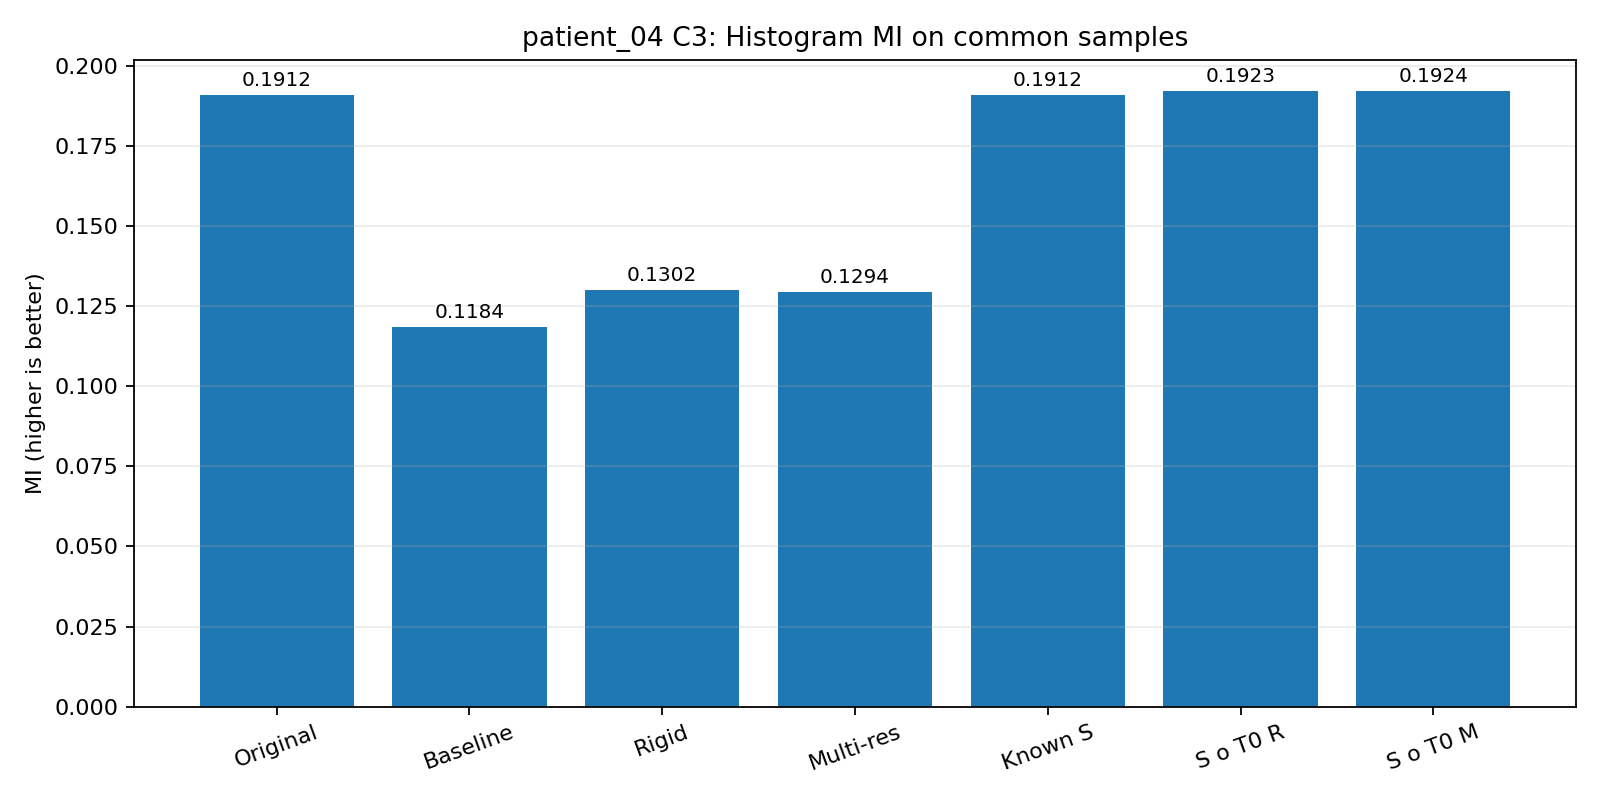 patient_04 C3: Histogram MI on common samples
MI (higher is better)
0.200
0.175
0.150
0.125
0.100
0.075
0.050
0.025
0.000
0.1912
0.1184
0.1302
0.1294
0.1912
0.1923
0.1924
Original
Baseline
Rigid
Multi-res
Known S
S o T0 R
S o T0 M